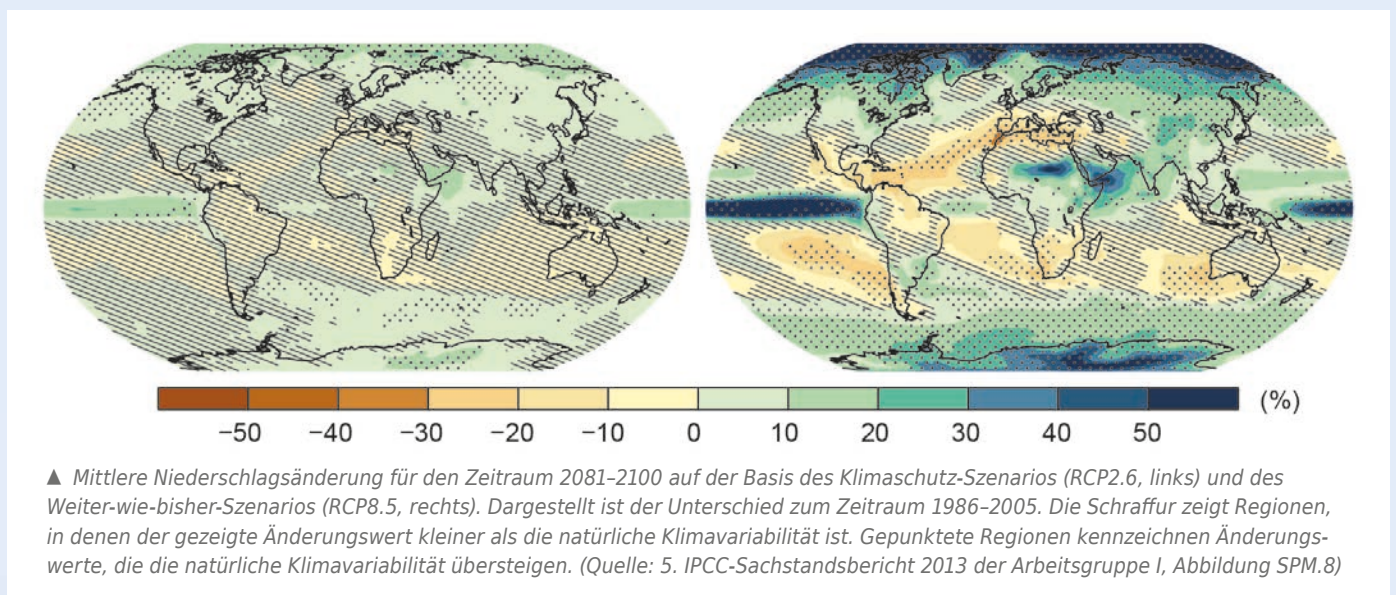 (%)
−50 −40 −30 −20 −10 0 10 20 30 40 50
▲ Mittlere Niederschlagsänderung für den Zeitraum 2081–2100 auf der Basis des Klimaschutz-Szenarios (RCP2.6, links) und des
Weiter-wie-bisher-Szenarios (RCP8.5, rechts). Dargestellt ist der Unterschied zum Zeitraum 1986–2005. Die Schraffur zeigt Regionen,
in denen der gezeigte Änderungswert kleiner als die natürliche Klimavariabilität ist. Gepunktete Regionen kennzeichnen Änderungs-
werte, die die natürliche Klimavariabilität übersteigen. (Quelle: 5. IPCC-Sachstandsbericht 2013 der Arbeitsgruppe I, Abbildung SPM.8)